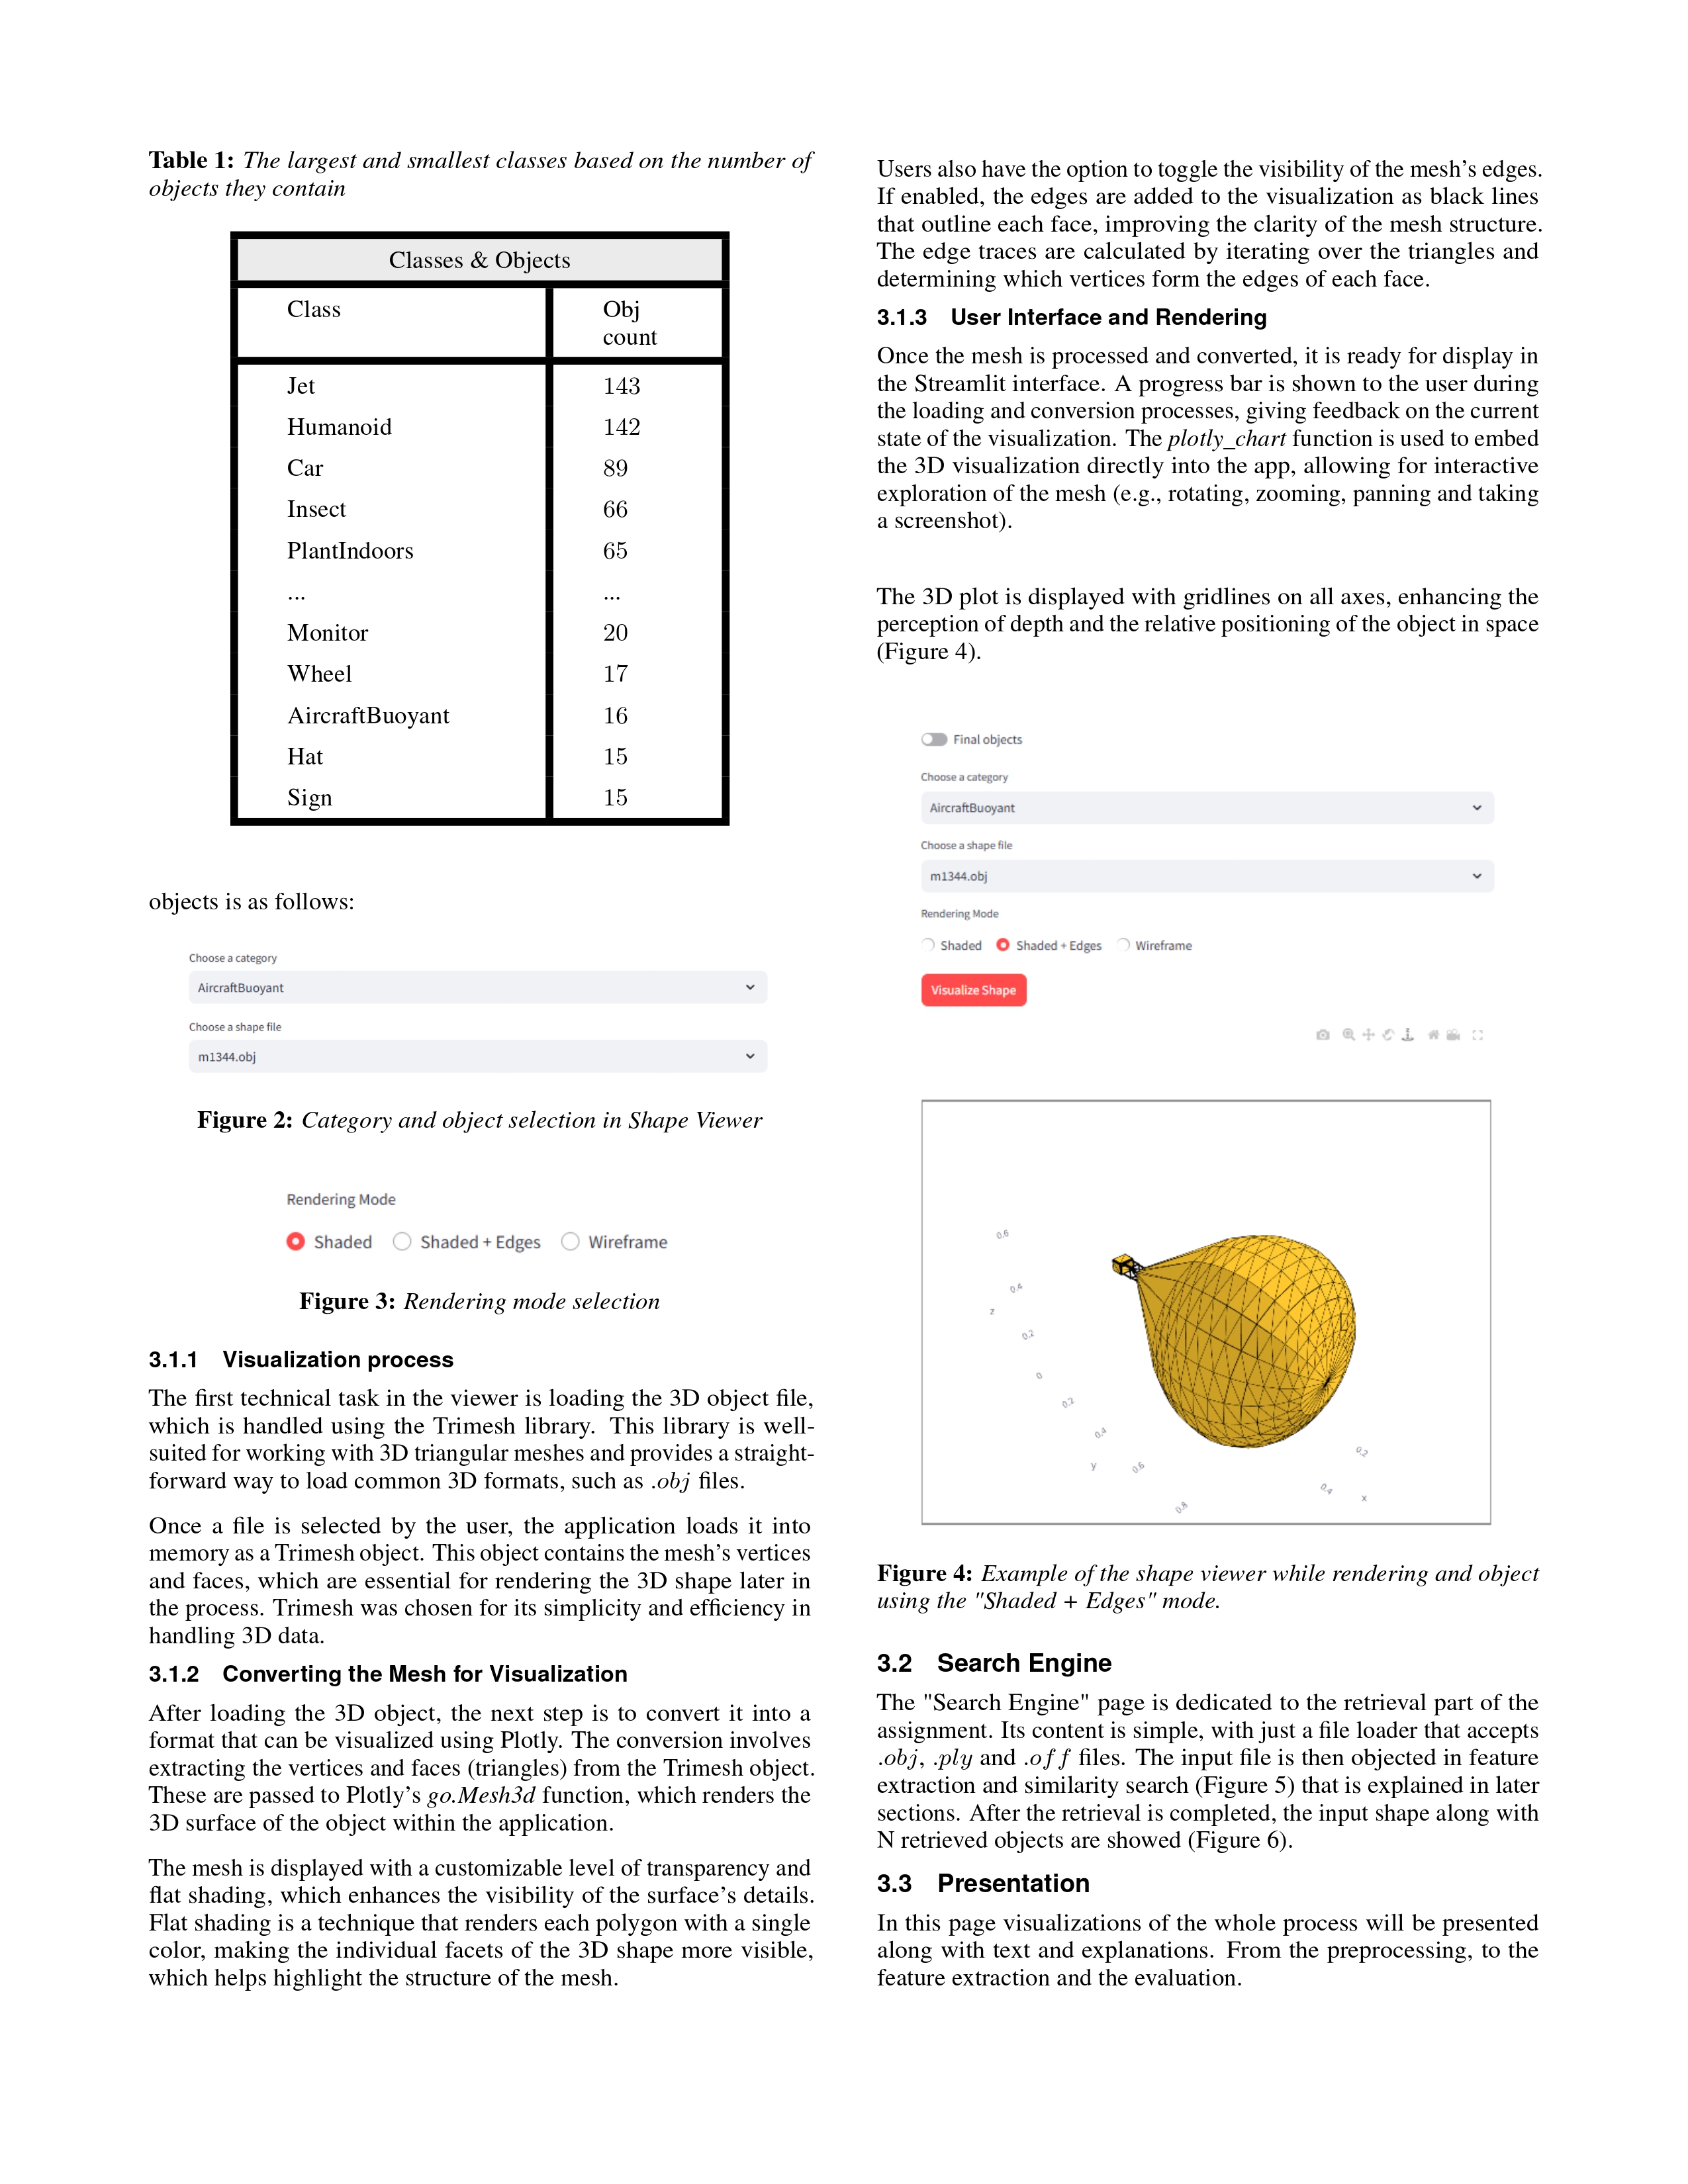 Table 1: The largest and smallest classes based on the number of
objects they contain
Classes & Objects
Class Obj
count
Jet 143
Humanoid 142
Car 89
Insect 66
PlantIndoors 65
... ...
Monitor 20
Wheel 17
AircraftBuoyant 16
Hat 15
Sign 15
objects is as follows:
Choose a category
AircraftBuoyant
Choose a shape file
m1344.obj
Figure 2: Category and object selection in Shape Viewer
Rendering Mode
Shaded Shaded + Edges Wireframe
Figure 3: Rendering mode selection
3.1.1 Visualization process
The first technical task in the viewer is loading the 3D object file,
which is handled using the Trimesh library. This library is well-
suited for working with 3D triangular meshes and provides a straight-
forward way to load common 3D formats, such as .obj files.
Once a file is selected by the user, the application loads it into
memory as a Trimesh object. This object contains the mesh's vertices
and faces, which are essential for rendering the 3D shape later in
the process. Trimesh was chosen for its simplicity and efficiency in
handling 3D data.
3.1.2 Converting the Mesh for Visualization
After loading the 3D object, the next step is to convert it into a
format that can be visualized using Plotly. The conversion involves
extracting the vertices and faces (triangles) from the Trimesh object.
These are passed to Plotly's go.Mesh3d function, which renders the
3D surface of the object within the application.
The mesh is displayed with a customizable level of transparency and
flat shading, which enhances the visibility of the surface's details.
Flat shading is a technique that renders each polygon with a single
color, making the individual facets of the 3D shape more visible,
which helps highlight the structure of the mesh.
Users also have the option to toggle the visibility of the mesh's edges.
If enabled, the edges are added to the visualization as black lines
that outline each face, improving the clarity of the mesh structure.
The edge traces are calculated by iterating over the triangles and
determining which vertices form the edges of each face.
3.1.3 User Interface and Rendering
Once the mesh is processed and converted, it is ready for display in
the Streamlit interface. A progress bar is shown to the user during
the loading and conversion processes, giving feedback on the current
state of the visualization. The plotly_chart function is used to embed
the 3D visualization directly into the app, allowing for interactive
exploration of the mesh (e.g., rotating, zooming, panning and taking
a screenshot).
The 3D plot is displayed with gridlines on all axes, enhancing the
perception of depth and the relative positioning of the object in space
(Figure 4).
Final objects
Choose a category
AircraftBuoyant
Choose a shape file
m1344.obj
Rendering Mode
Shaded Shaded + Edges Wireframe
Visualize Shape
0.6
0.4
z
0.2
0
0.2
0.4
y 0.6
0.8
0.2
0.4
x
Figure 4: Example of the shape viewer while rendering and object
using the "Shaded + Edges" mode.
3.2 Search Engine
The "Search Engine" page is dedicated to the retrieval part of the
assignment. Its content is simple, with just a file loader that accepts
.obj, .ply and .off files. The input file is then objected in feature
extraction and similarity search (Figure 5) that is explained in later
sections. After the retrieval is completed, the input shape along with
N retrieved objects are showed (Figure 6).
3.3 Presentation
In this page visualizations of the whole process will be presented
along with text and explanations. From the preprocessing, to the
feature extraction and the evaluation.